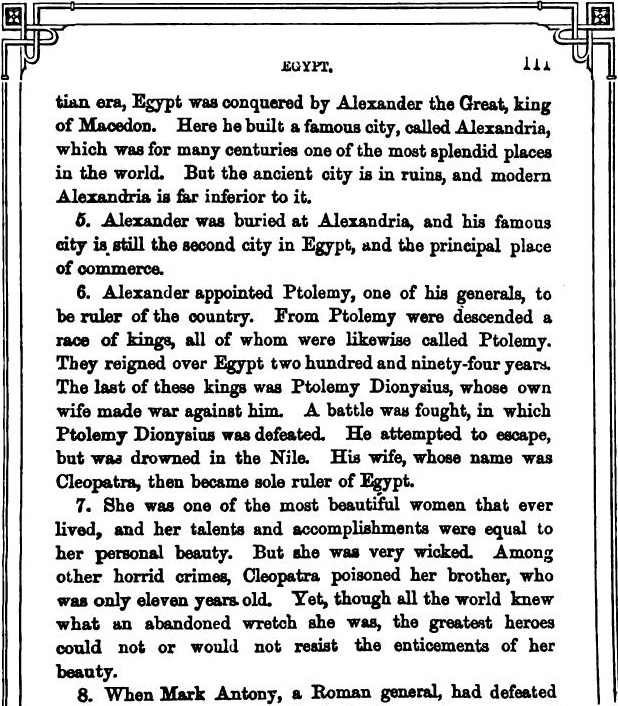 EGYPT. 111
tian era, Egypt was conquered by Alexander the Great, king
of Macedon. Here he built a famous city, called Alexandria,
which was for many centuries one of the most splendid places
in the world. But the ancient city is in ruins, and modern
Alexandria is far inferior to it.
5. Alexander was buried at Alexandria, and his famous
city is still the second city in Egypt, and the principal place
of commerce.
6. Alexander appointed Ptolemy, one of his generals, to
be ruler of the country. From Ptolemy were descended a
race of kings, all of whom were likewise called Ptolemy.
They reigned over Egypt two hundred and ninety-four years.
The last of these kings was Ptolemy Dionysius, whose own
wife made war against him. A battle was fought, in which
Ptolemy Dionysius was defeated. He attempted to escape,
but was drowned in the Nile. His wife, whose name was
Cleopatra, then became sole ruler of Egypt.
7. She was one of the most beautiful women that ever
lived, and her talents and accomplishments were equal to
her personal beauty. But she was very wicked. Among
other horrid crimes, Cleopatra poisoned her brother, who
was only eleven years old. Yet, though all the world knew
what an abandoned wretch she was, the greatest heroes
could not or would not resist the enticements of her
beauty.
8. When Mark Antony, a Roman general, had defeated